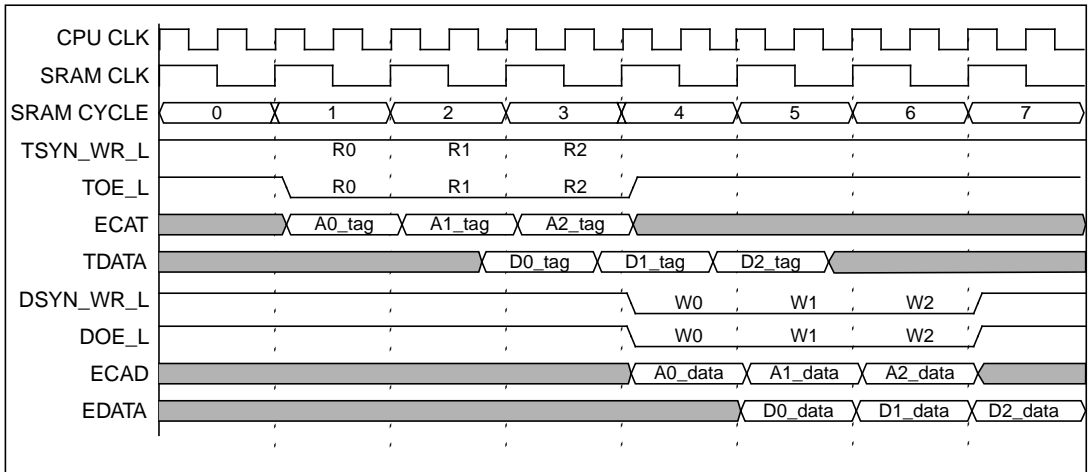 CPU CLK
SRAM CLK
SRAM CYCLE 0 1 2 3 4 5 6 7
TSYN_WR_L R0 R1 R2
TOE_L R0 R1 R2
ECAT A0_tag A1_tag A2_tag
TDATA D0_tag D1_tag D2_tag
DSYN_WR_L W0 W1 W2
DOE_L W0 W1 W2
ECAD A0_data A1_data A2_data
EDATA D0_data D1_data D2_data